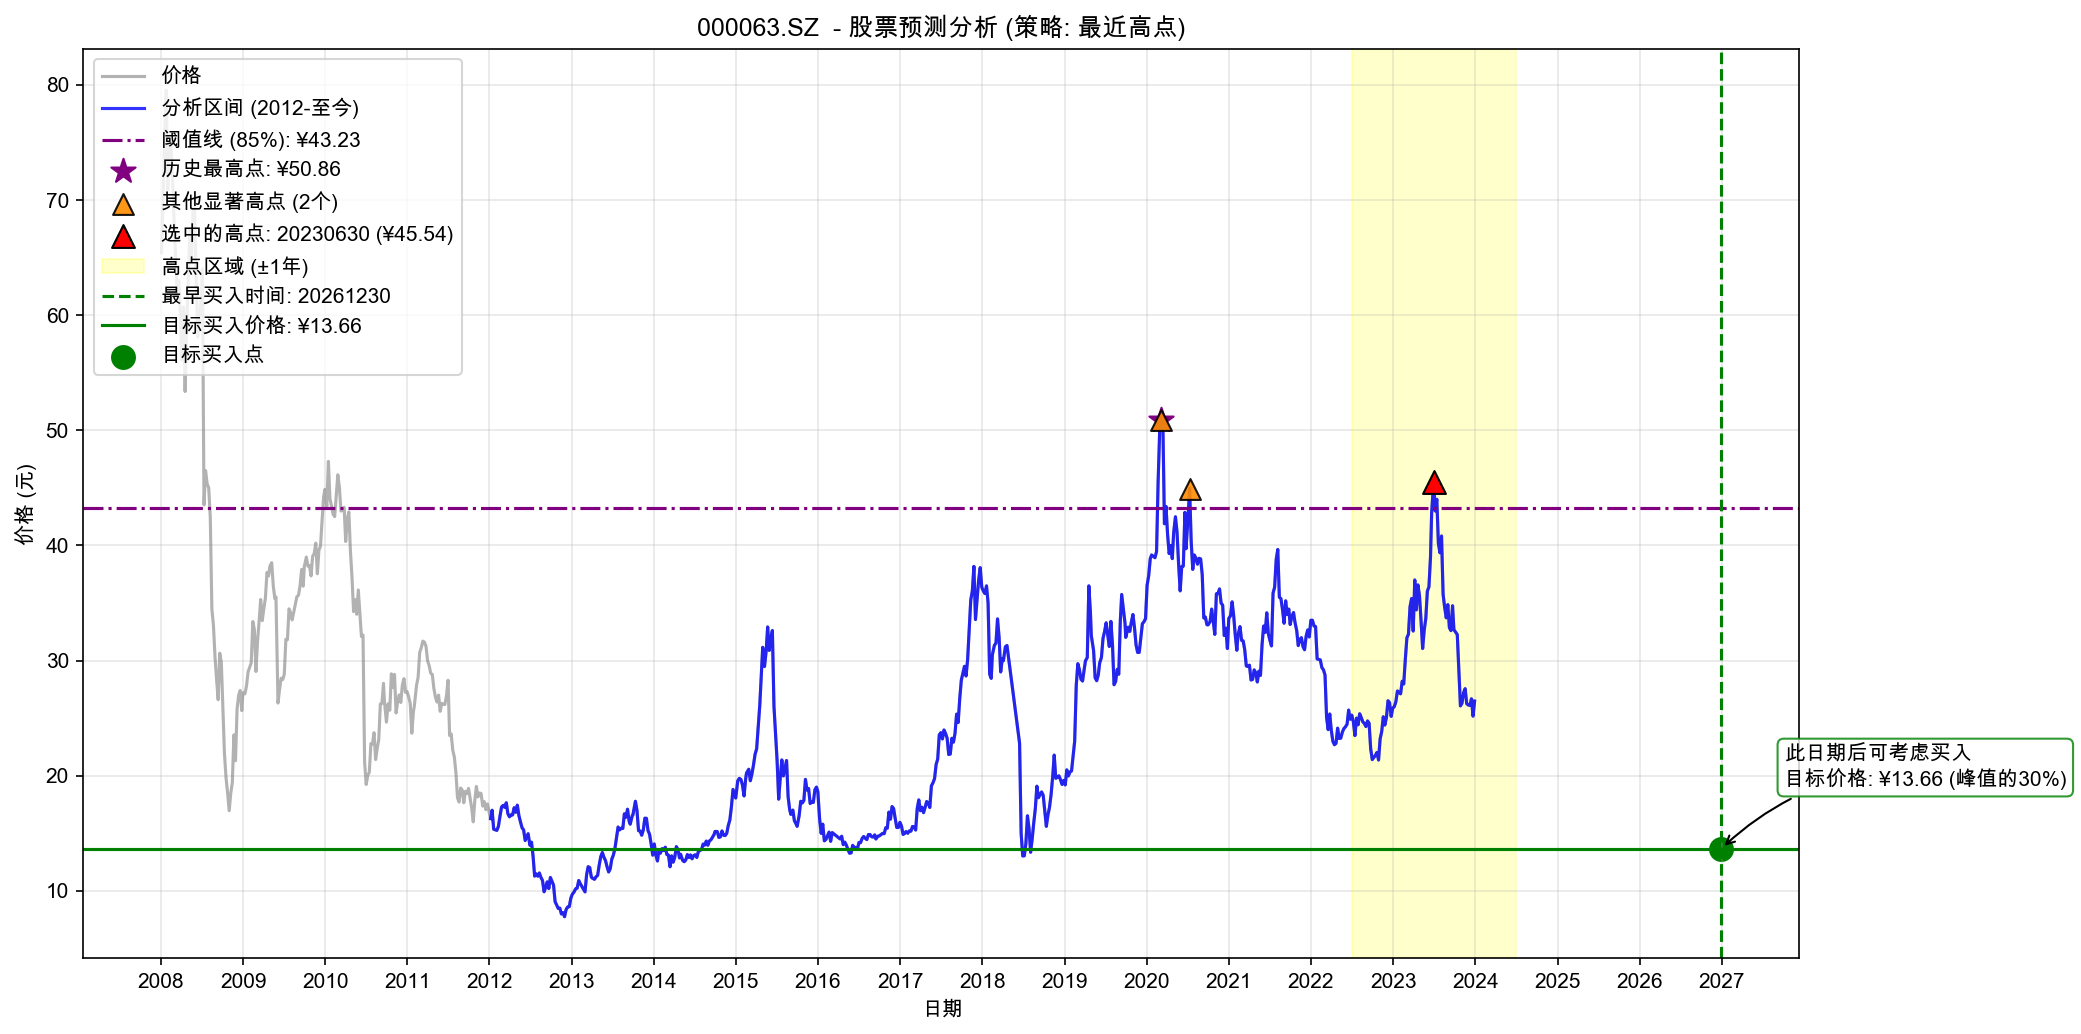 000063.SZ - 股票预测分析 (策略: 最近高点)
价格
分析区间 (2012-至今)
阈值线 (85%): ¥43.23
历史最高点: ¥50.86
其他显著高点 (2个)
选中的高点: 20230630 (¥45.54)
高点区域 (±1年)
最早买入时间: 20261230
目标买入价格: ¥13.66
目标买入点
80
70
60
50
40
30
20
10
价格 (元)
此日期后可考虑买入
目标价格: ¥13.66 (峰值的30%)
2008 2009 2010 2011 2012 2013 2014 2015 2016 2017 2018 2019 2020 2021 2022 2023 2024 2025 2026 2027
日期